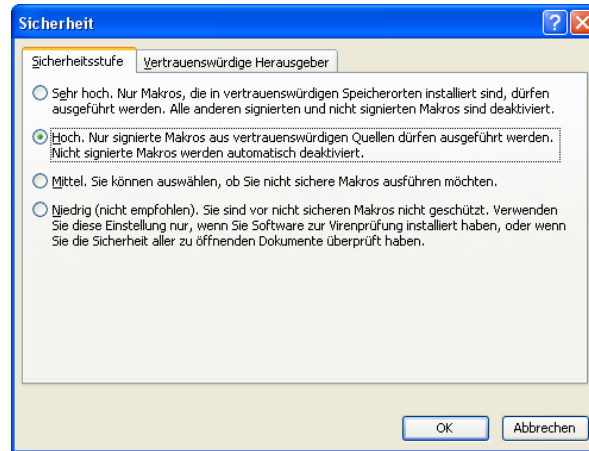 Sicherheit
Sicherheitsstufe
Vertrauenswürdige Herausgeber
Sehr hoch. Nur Makros, die in vertrauenswürdigen Speicherorten installiert sind, dürfen
ausgeführt werden. Alle anderen signierten und nicht signierten Makros sind deaktiviert.
Hoch. Nur signierte Makros aus vertrauenswürdigen Quellen dürfen ausgeführt werden.
Nicht signierte Makros werden automatisch deaktiviert.
Mittel. Sie können auswählen, ob Sie nicht sichere Makros ausführen möchten.
Niedrig (nicht empfohlen). Sie sind vor nicht sicheren Makros nicht geschützt. Verwenden
Sie diese Einstellung nur, wenn Sie Software zur Virenprüfung installiert haben, oder wenn
Sie die Sicherheit aller zu öffnenden Dokumente überprüft haben.
OK
Abbrechen